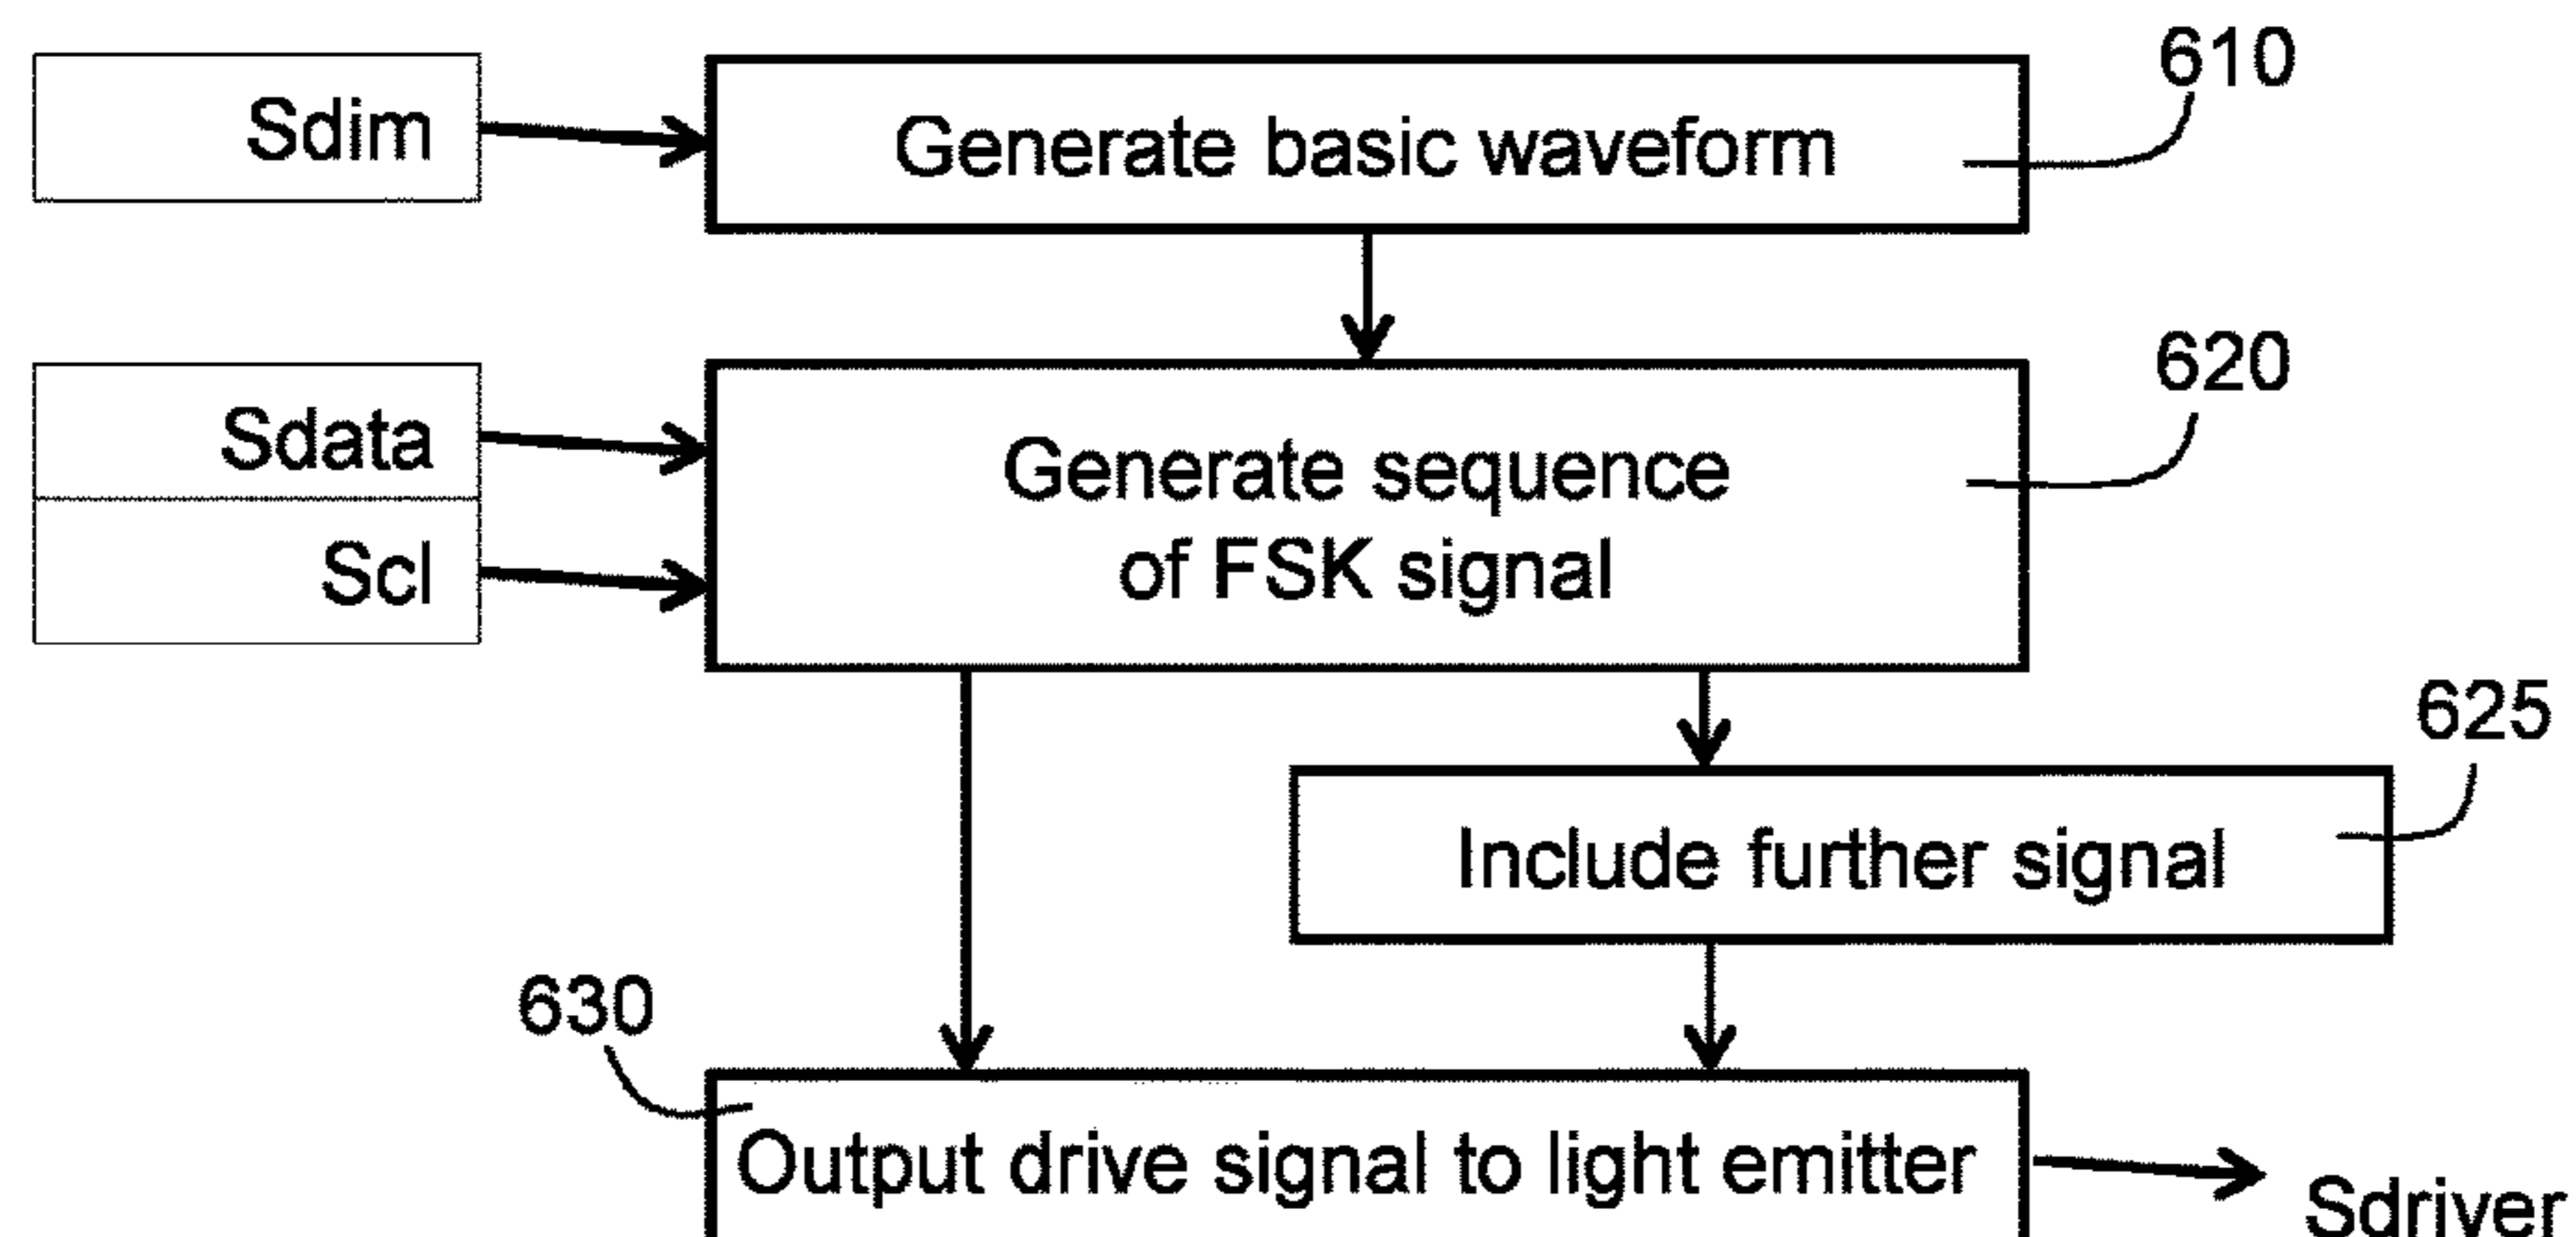 610
Sdim
Generate basic waveform
620
Sdata
Generate sequence
of FSK signal
Scl
625
Include further signal
630
Output drive signal to light emitter
Sdriver